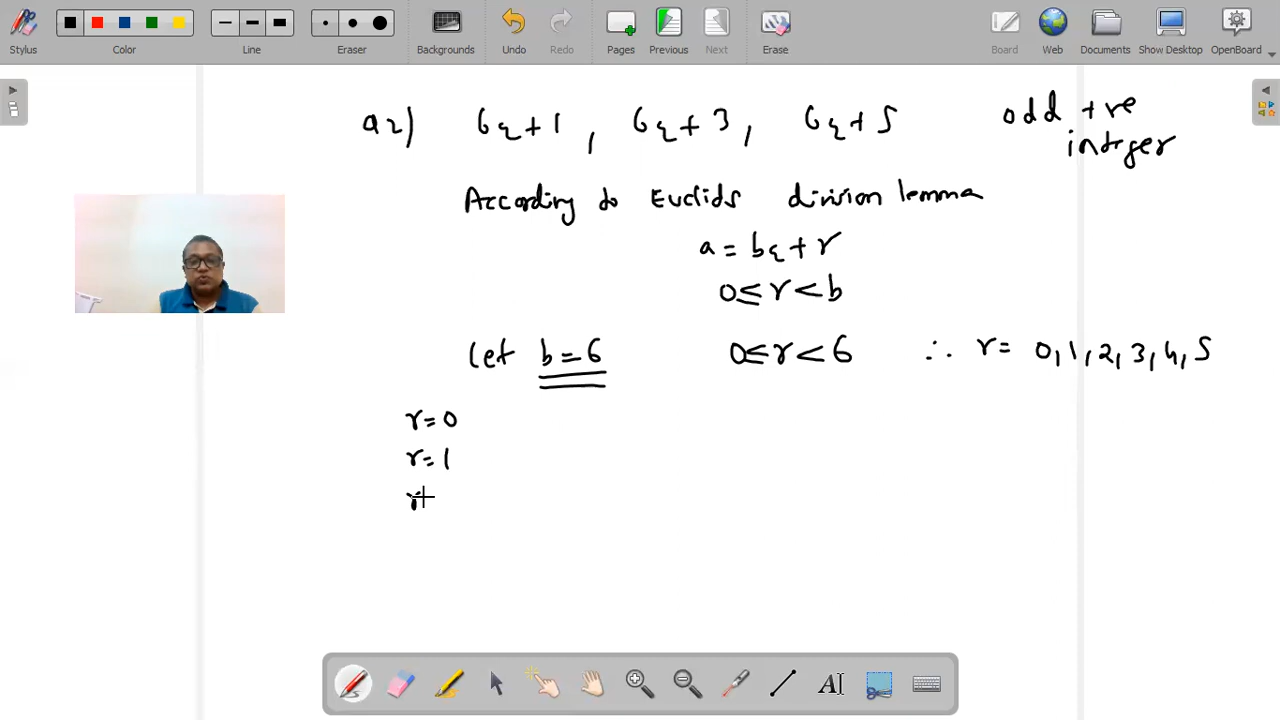 Stylus
Color
Line
Eraser
Backgrounds
Undo
Redo
Pages
Previous
Next
Erase
Board
Web
Documents
Show Desktop
OpenBoard
Q2) 6q+1, 6q+3, 6q+5 odd +ve
integer
According to Euclids division lemma
a = bq + r
0 ≤ r < b
Let b = 6 0 ≤ r < 6 ∴ r = 0, 1, 2, 3, 4, 5
r = 0
r = 1
r